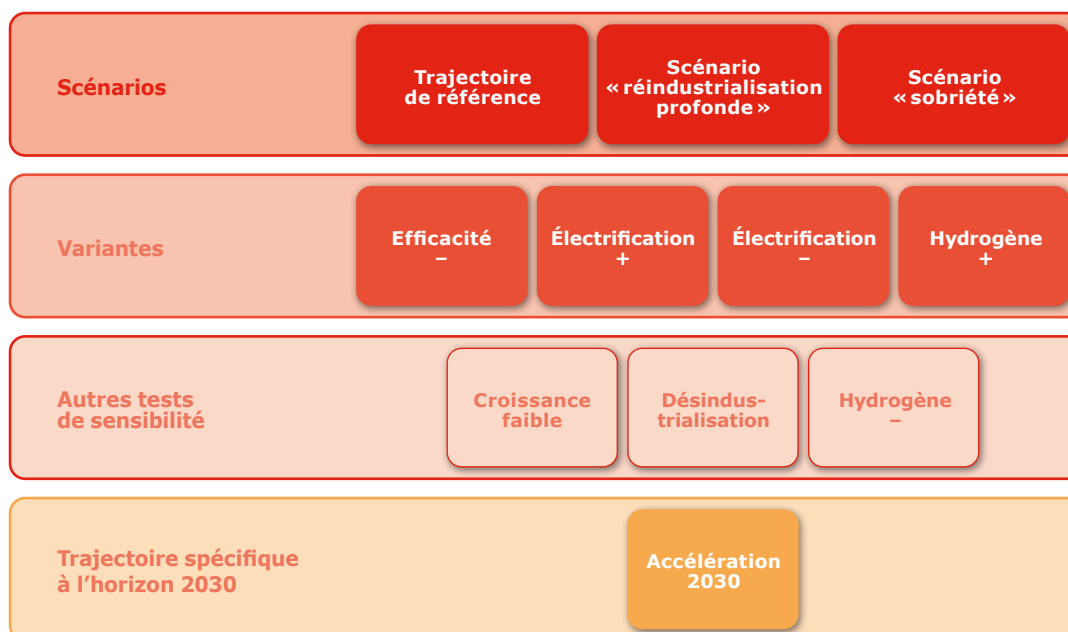 Scénarios
Trajectoire
de référence
Scénario
« réindustrialisation
profonde »
Scénario
« sobriété »
Variantes
Efficacité
–
Électrification
+
Électrification
–
Hydrogène
+
Autres tests
de sensibilité
Croissance
faible
Désindus-
trialisation
Hydrogène
–
Trajectoire spécifique
à l’horizon 2030
Accélération
2030